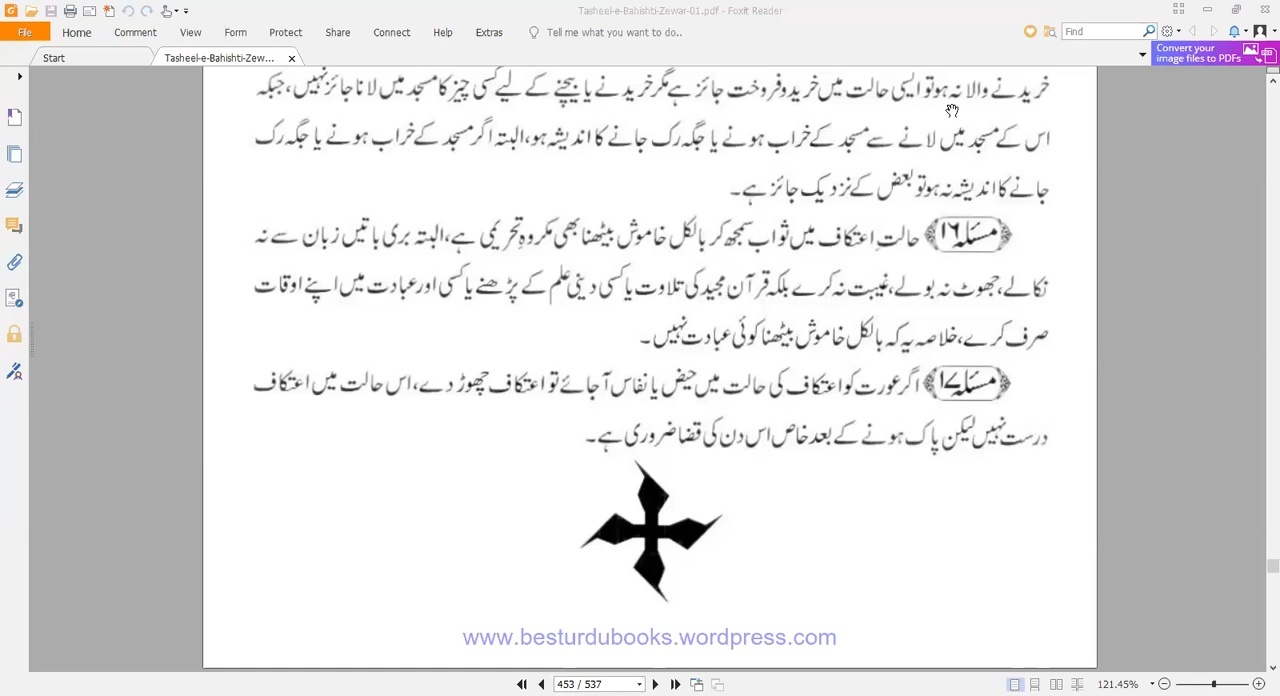 Tasheel-e-Bahishti-Zewar-01.pdf - Foxit Reader
File Home Comment View Form Protect Share Connect Help Extras Tell me what you want to do.. Find
Start Tasheel-e-Bahishti-Zew... Convert your
image files to PDFs
خریدنے والا نہ ہو تو ایسی حالت میں خرید و فروخت جائز ہے مگر خریدنے یا بیچنے کے لیے کسی چیز کا مسجد میں لانا جائز نہیں، جبکہ
اس کے مسجد میں لانے سے مسجد کے خراب ہونے یا جگہ رک جانے کا اندیشہ ہو، البتہ اگر مسجد کے خراب ہونے یا جگہ رک
جانے کا اندیشہ نہ ہو تو بعض کے نزدیک جائز ہے۔
مسئلہ ۱۶ حالتِ اعتکاف میں ثواب سمجھ کر بالکل خاموش بیٹھنا بھی مکروہِ تحریمی ہے، البتہ بری باتیں زبان سے نہ
نکالے، جھوٹ نہ بولے، غیبت نہ کرے بلکہ قرآن مجید کی تلاوت یا کسی دینی علم کے پڑھنے یا کسی اور عبادت میں اپنے اوقات
صرف کرے، خلاصہ یہ کہ بالکل خاموش بیٹھنا کوئی عبادت نہیں۔
مسئلہ ۱۷ اگر عورت کو اعتکاف کی حالت میں حیض یا نفاس آ جائے تو اعتکاف چھوڑ دے، اس حالت میں اعتکاف
درست نہیں لیکن پاک ہونے کے بعد خاص اس دن کی قضا ضروری ہے۔
www.besturdubooks.wordpress.com
453 / 537 121.45%